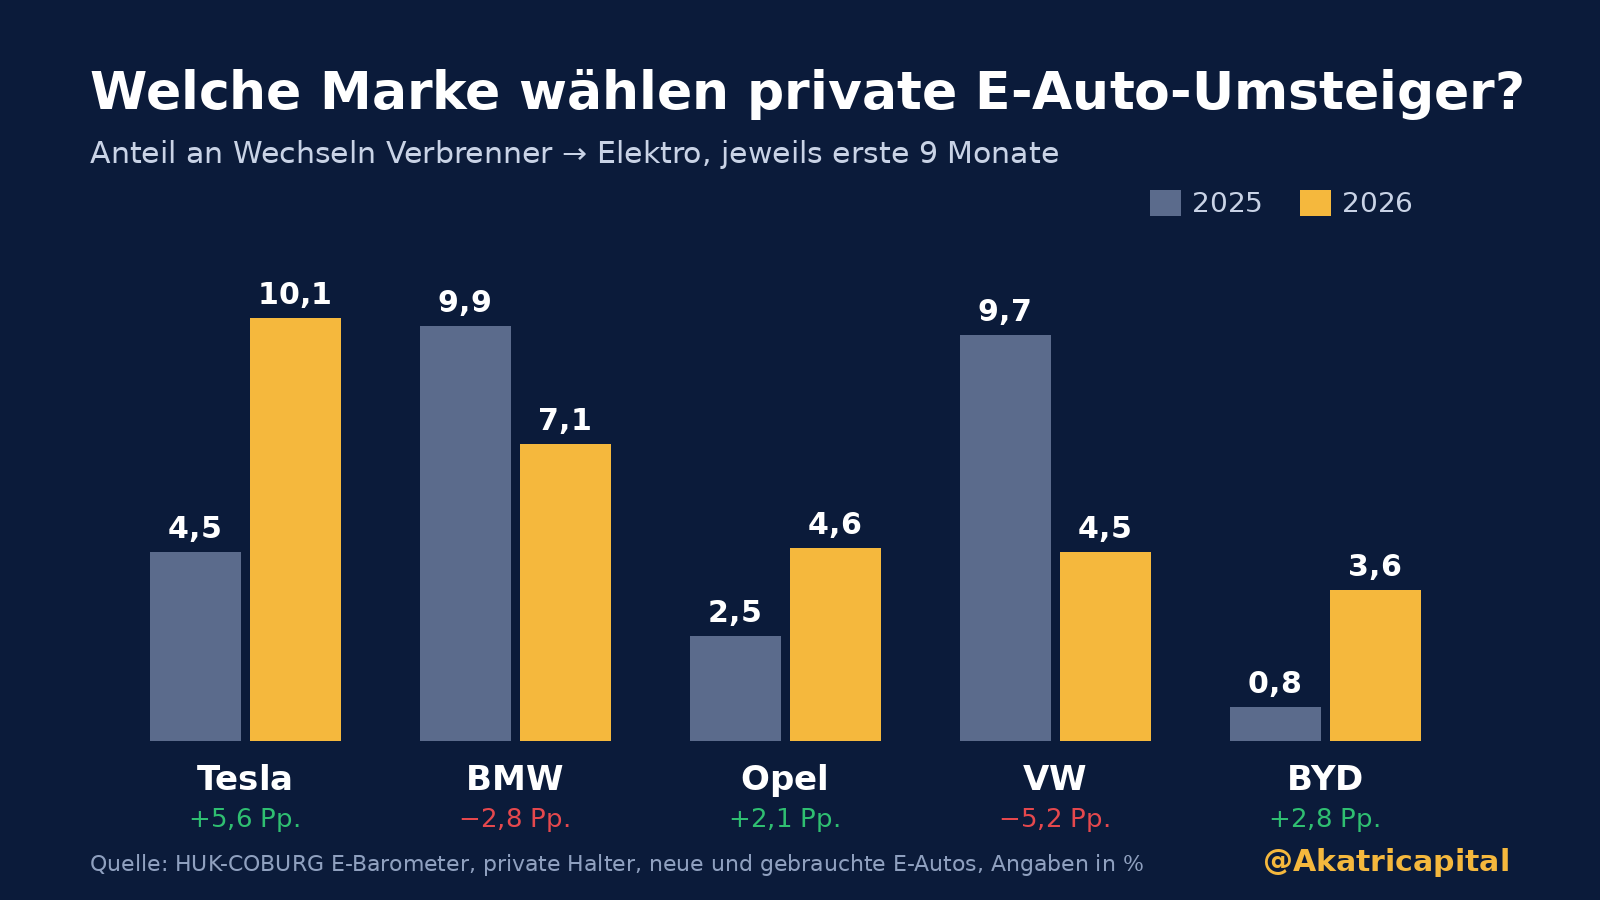 Welche Marke wählen private E-Auto-Umsteiger?
Anteil an Wechseln Verbrenner → Elektro, jeweils erste 9 Monate
2025 2026
4,5 10,1 9,9 7,1 2,5 4,6 9,7 4,5 0,8 3,6
Tesla BMW Opel VW BYD
+5,6 Pp. −2,8 Pp. +2,1 Pp. −5,2 Pp. +2,8 Pp.
Quelle: HUK-COBURG E-Barometer, private Halter, neue und gebrauchte E-Autos, Angaben in %
@Akatricapital